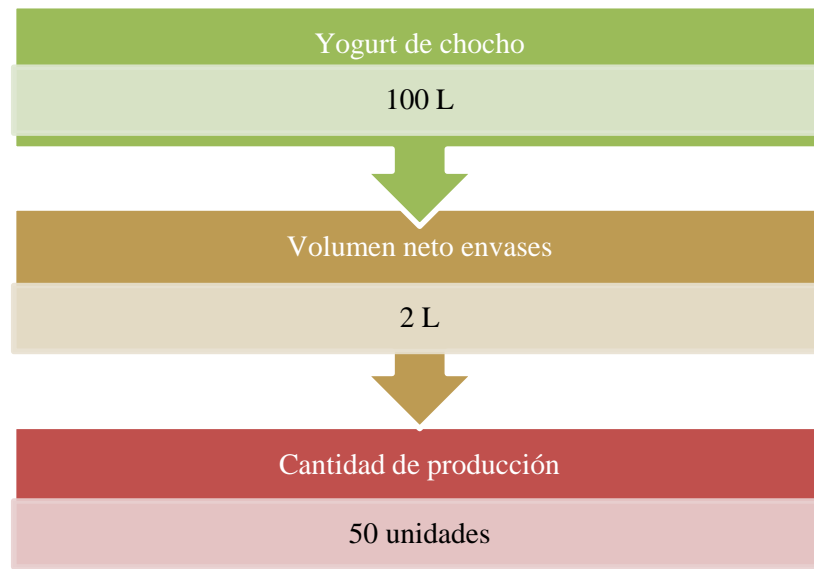 Yogurt de chocho
100 L
Volumen neto envases
2 L
Cantidad de producción
50 unidades